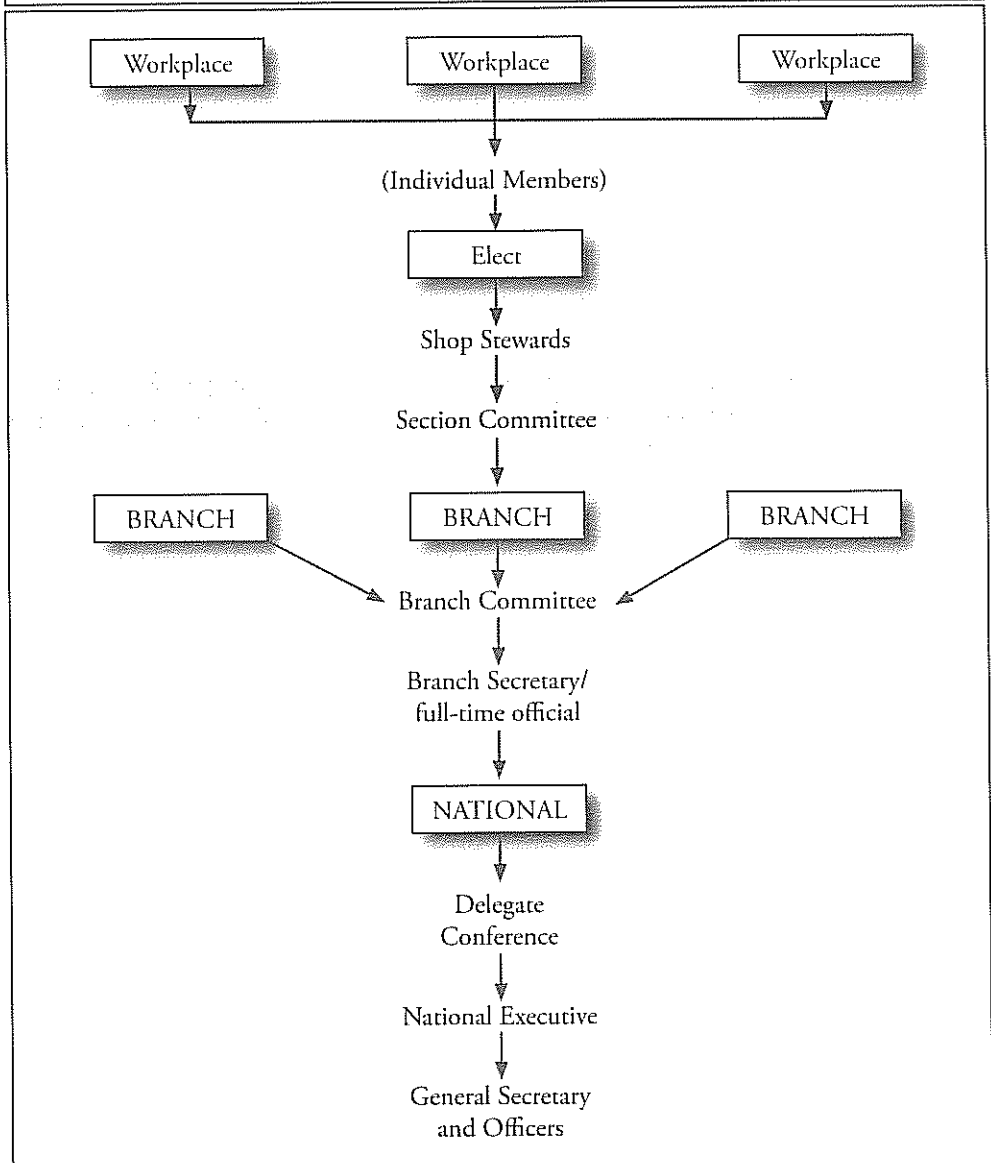 Workplace
Workplace
Workplace
(Individual Members)
Elect
Shop Stewards
Section Committee
BRANCH
BRANCH
BRANCH
Branch Committee
Branch Secretary/
full-time official
NATIONAL
Delegate
Conference
National Executive
General Secretary
and Officers